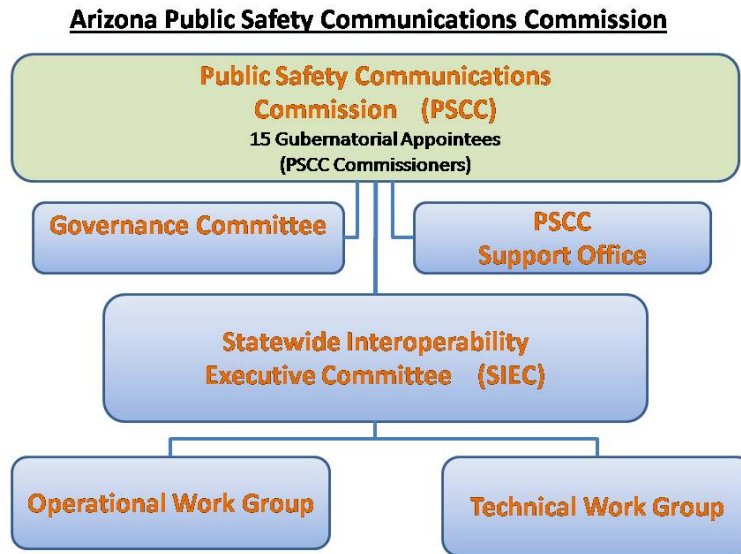 Arizona Public Safety Communications Commission
Public Safety Communications
Commission (PSCC)
15 Gubernatorial Appointees
(PSCC Commissioners)
Governance Committee
PSCC
Support Office
Statewide Interoperability
Executive Committee (SIEC)
Operational Work Group
Technical Work Group